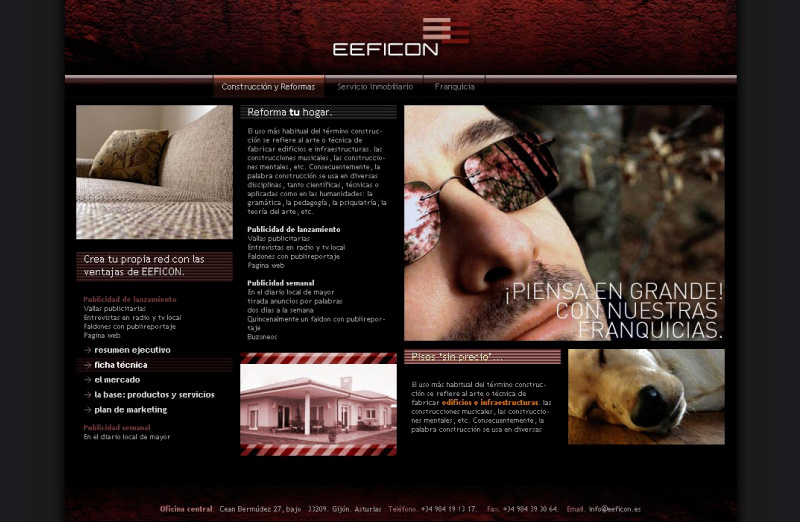 EEFICON
Construcción y Reformas
Servicio Inmobiliario
Franquicia
Crea tu propia red con las
ventajas de EEFICON.
Publicidad de lanzamiento
Vallas publicitarias
Entrevistas en radio y tv local
Faldones con publireportaje
Pagina web
→ resumen ejecutivo
→ ficha técnica
→ el mercado
→ la base: productos y servicios
→ plan de marketing
Publicidad semanal
En el diario local de mayor
Reforma tu hogar.
El uso más habitual del término construc-
ción se refiere al arte o técnica de
fabricar edificios e infraestructuras. las
construcciones musicales, las construccio-
nes mentales, etc. Consecuentemente, la
palabra construcción se usa en diversas
disciplinas, tanto científicas, técnicas o
aplicadas como en las humanidades: la
gramática, la pedagogía, la psiquiatría, la
teoría del arte, etc.
Publicidad de lanzamiento
Vallas publicitarias
Entrevistas en radio y tv local
Faldones con publireportaje
Pagina web
Publicidad semanal
En el diario local de mayor
tirada anuncios por palabras
dos días a la semana
Quincenalmente un faldon con publirepor-
taje
Buzoneos
¡PIENSA EN GRANDE!
CON NUESTRAS
FRANQUICIAS.
Pisos "sin precio"...
El uso más habitual del término construc-
ción se refiere al arte o técnica de
fabricar edificios e infraestructuras. las
construcciones musicales, las construccio-
nes mentales, etc. Consecuentemente, la
palabra construcción se usa en diversas
Oficina central: Cean Bermúdez 27, bajo 33209. Gijón. Asturias Teléfono. +34 984 19 13 17. Fax. +34 984 39 30 64. Email. info@eeficon.es